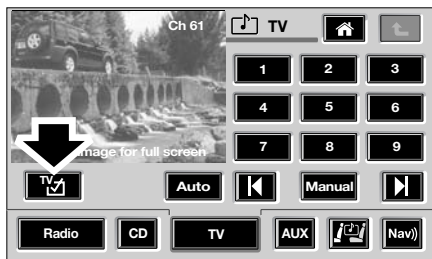 Ch 61
TV
1 2 3
4 5 6
7 8 9
image for full screen
TV
Auto
Manual
Radio
CD
TV
AUX
Nav))